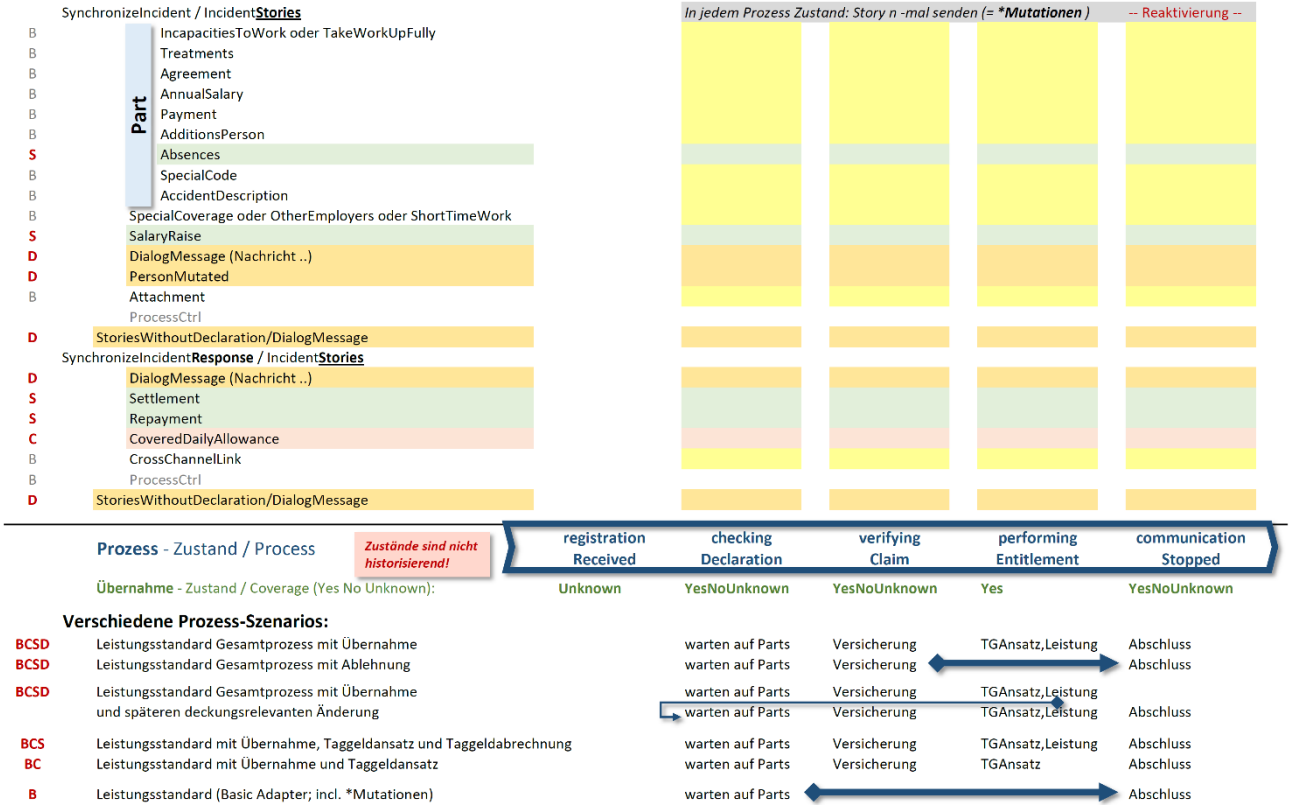 SynchronizeIncident / IncidentStories In jedem Prozess Zustand: Story n -mal senden (= *Mutationen ) -- Reaktivierung --
B IncapacitiesToWork oder TakeWorkUpFully
B Treatments
B Agreement
B AnnualSalary
B Payment
B AdditionsPerson
S Absences
B SpecialCode
B AccidentDescription
Part
B SpecialCoverage oder OtherEmployers oder ShortTimeWork
S SalaryRaise
D DialogMessage (Nachricht ..)
D PersonMutated
B Attachment
ProcessCtrl
D StoriesWithoutDeclaration/DialogMessage
SynchronizeIncidentResponse / IncidentStories
D DialogMessage (Nachricht ..)
S Settlement
S Repayment
C CoveredDailyAllowance
B CrossChannelLink
B ProcessCtrl
D StoriesWithoutDeclaration/DialogMessage
Prozess - Zustand / Process
Zustände sind nicht
historisierend!
registration checking verifying performing communication
Received Declaration Claim Entitlement Stopped
Übernahme - Zustand / Coverage (Yes No Unknown): Unknown YesNoUnknown YesNoUnknown Yes YesNoUnknown
Verschiedene Prozess-Szenarios:
BCSD Leistungsstandard Gesamtprozess mit Übernahme warten auf Parts Versicherung TGAnsatz,Leistung Abschluss
BCSD Leistungsstandard Gesamtprozess mit Ablehnung warten auf Parts Versicherung Abschluss
BCSD Leistungsstandard Gesamtprozess mit Übernahme warten auf Parts Versicherung TGAnsatz,Leistung
und späteren deckungsrelevanten Änderung warten auf Parts Versicherung TGAnsatz,Leistung Abschluss
BCS Leistungsstandard mit Übernahme, Taggeldansatz und Taggeldabrechnung warten auf Parts Versicherung TGAnsatz,Leistung Abschluss
BC Leistungsstandard mit Übernahme und Taggeldansatz warten auf Parts Versicherung TGAnsatz Abschluss
B Leistungsstandard (Basic Adapter; incl. *Mutationen) warten auf Parts Abschluss